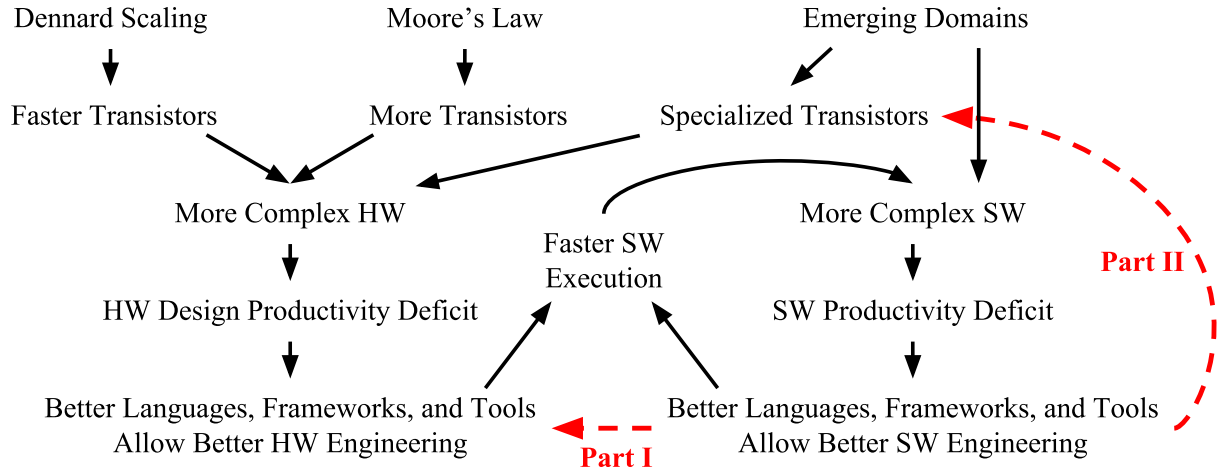 Dennard Scaling
Moore's Law
Emerging Domains
Faster Transistors
More Transistors
Specialized Transistors
More Complex HW
More Complex SW
Faster SW
Execution
Part II
HW Design Productivity Deficit
SW Productivity Deficit
Better Languages, Frameworks, and Tools
Allow Better HW Engineering
Better Languages, Frameworks, and Tools
Allow Better SW Engineering
Part I